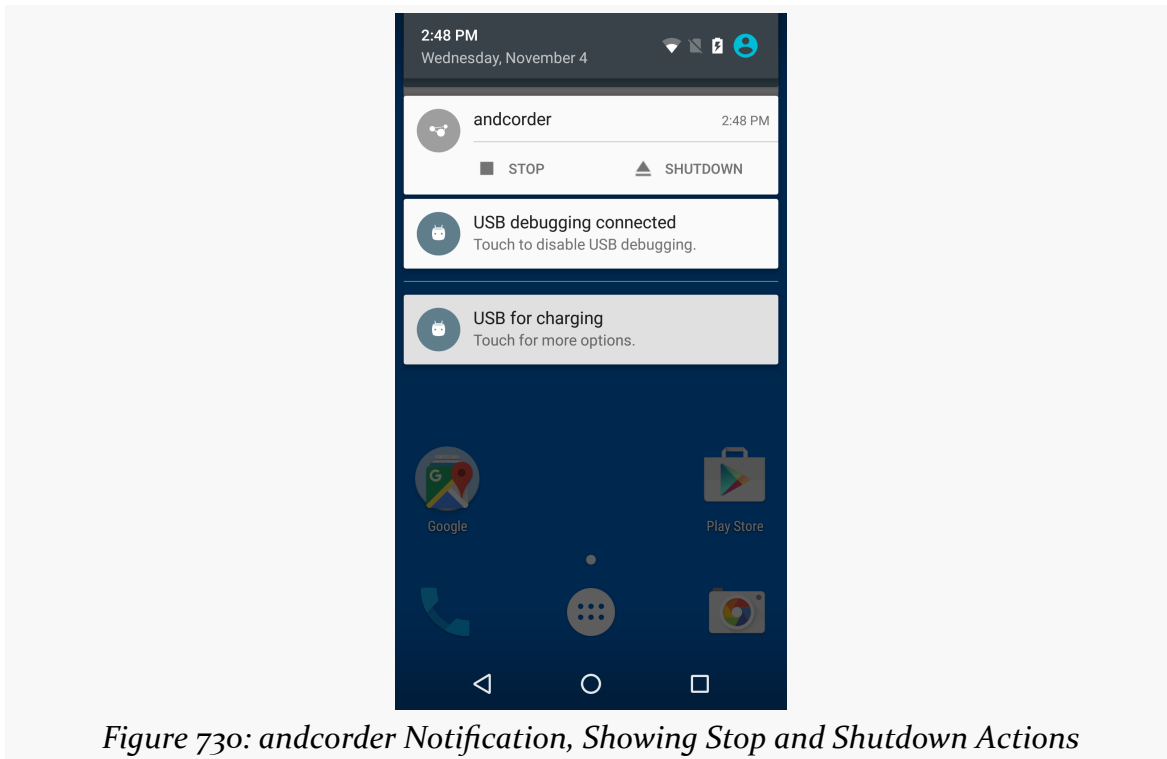 2:48 PM
Wednesday, November 4
andcorder 2:48 PM
STOP SHUTDOWN
USB debugging connected
Touch to disable USB debugging.
USB for charging
Touch for more options.
G
Google Play Store
Figure 730: andcorder Notification, Showing Stop and Shutdown Actions